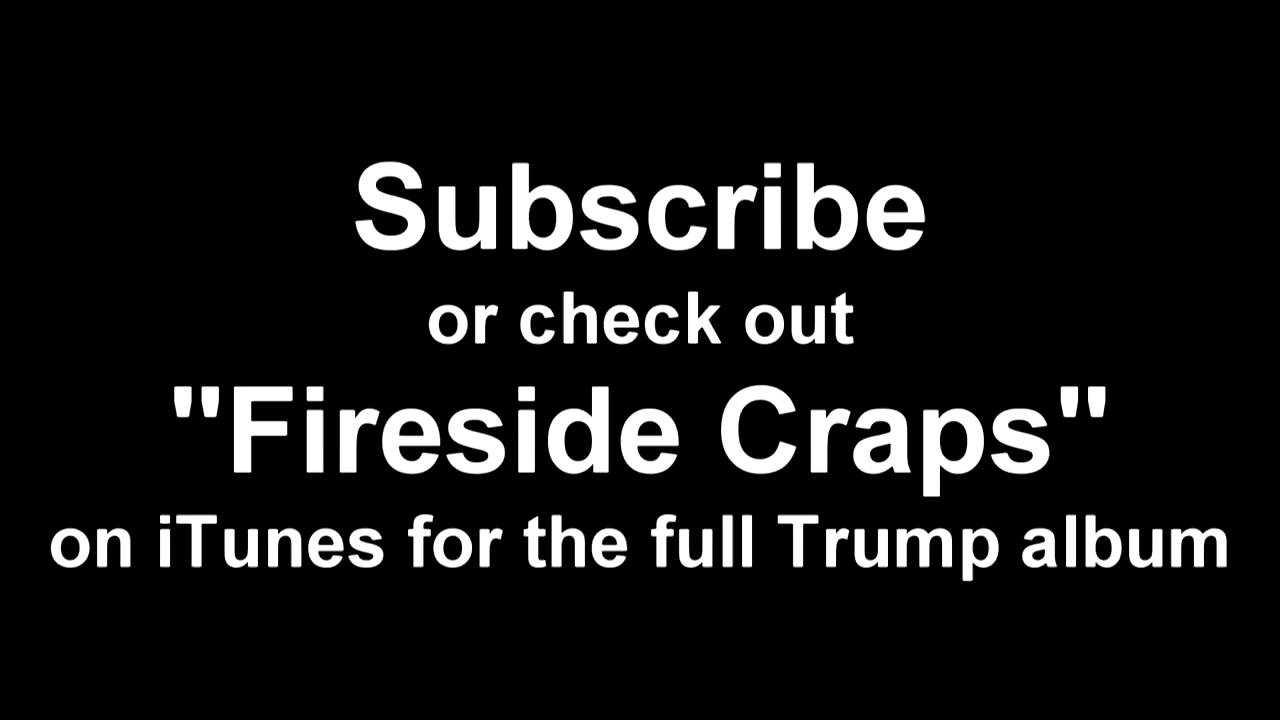 Subscribe
or check out
"Fireside Craps"
on iTunes for the full Trump album